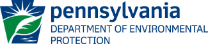 pennsylvania
DEPARTMENT OF ENVIRONMENTAL
PROTECTION